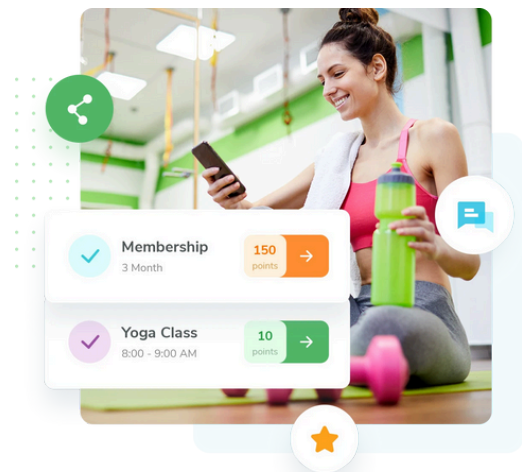 Membership
3 Month
150
points
Yoga Class
8:00 - 9:00 AM
10
points